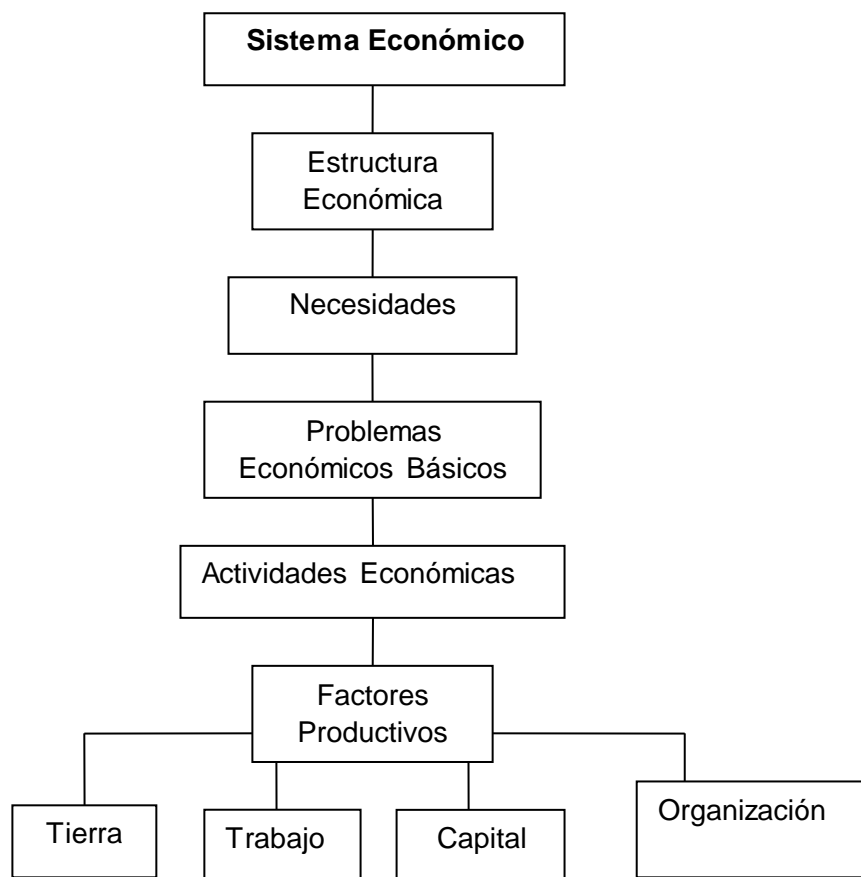 Sistema Económico
Estructura
Económica
Necesidades
Problemas
Económicos Básicos
Actividades Económicas
Factores
Productivos
Tierra
Trabajo
Capital
Organización